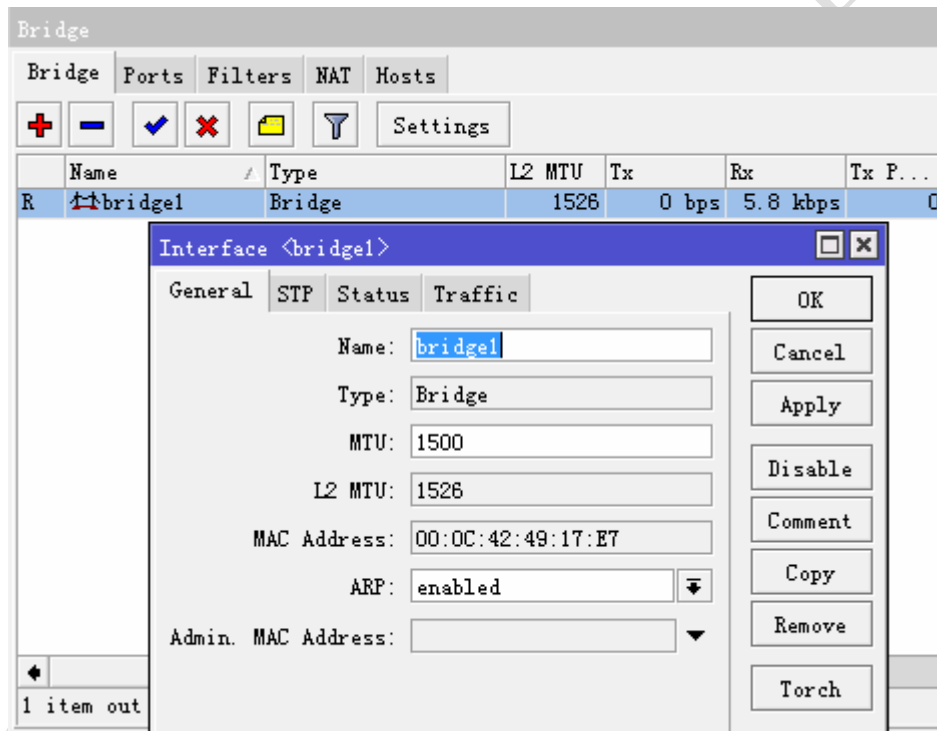 Bridge
Bridge Ports Filters NAT Hosts
Settings
Name Type L2 MTU Tx Rx Tx P...
R bridge1 Bridge 1526 0 bps 5.8 kbps 0
Interface <bridge1>
General STP Status Traffic
OK
Name: bridge1
Cancel
Type: Bridge
Apply
MTU: 1500
Disable
L2 MTU: 1526
Comment
MAC Address: 00:0C:42:49:17:E7
Copy
ARP: enabled
Remove
Admin. MAC Address:
Torch
1 item out